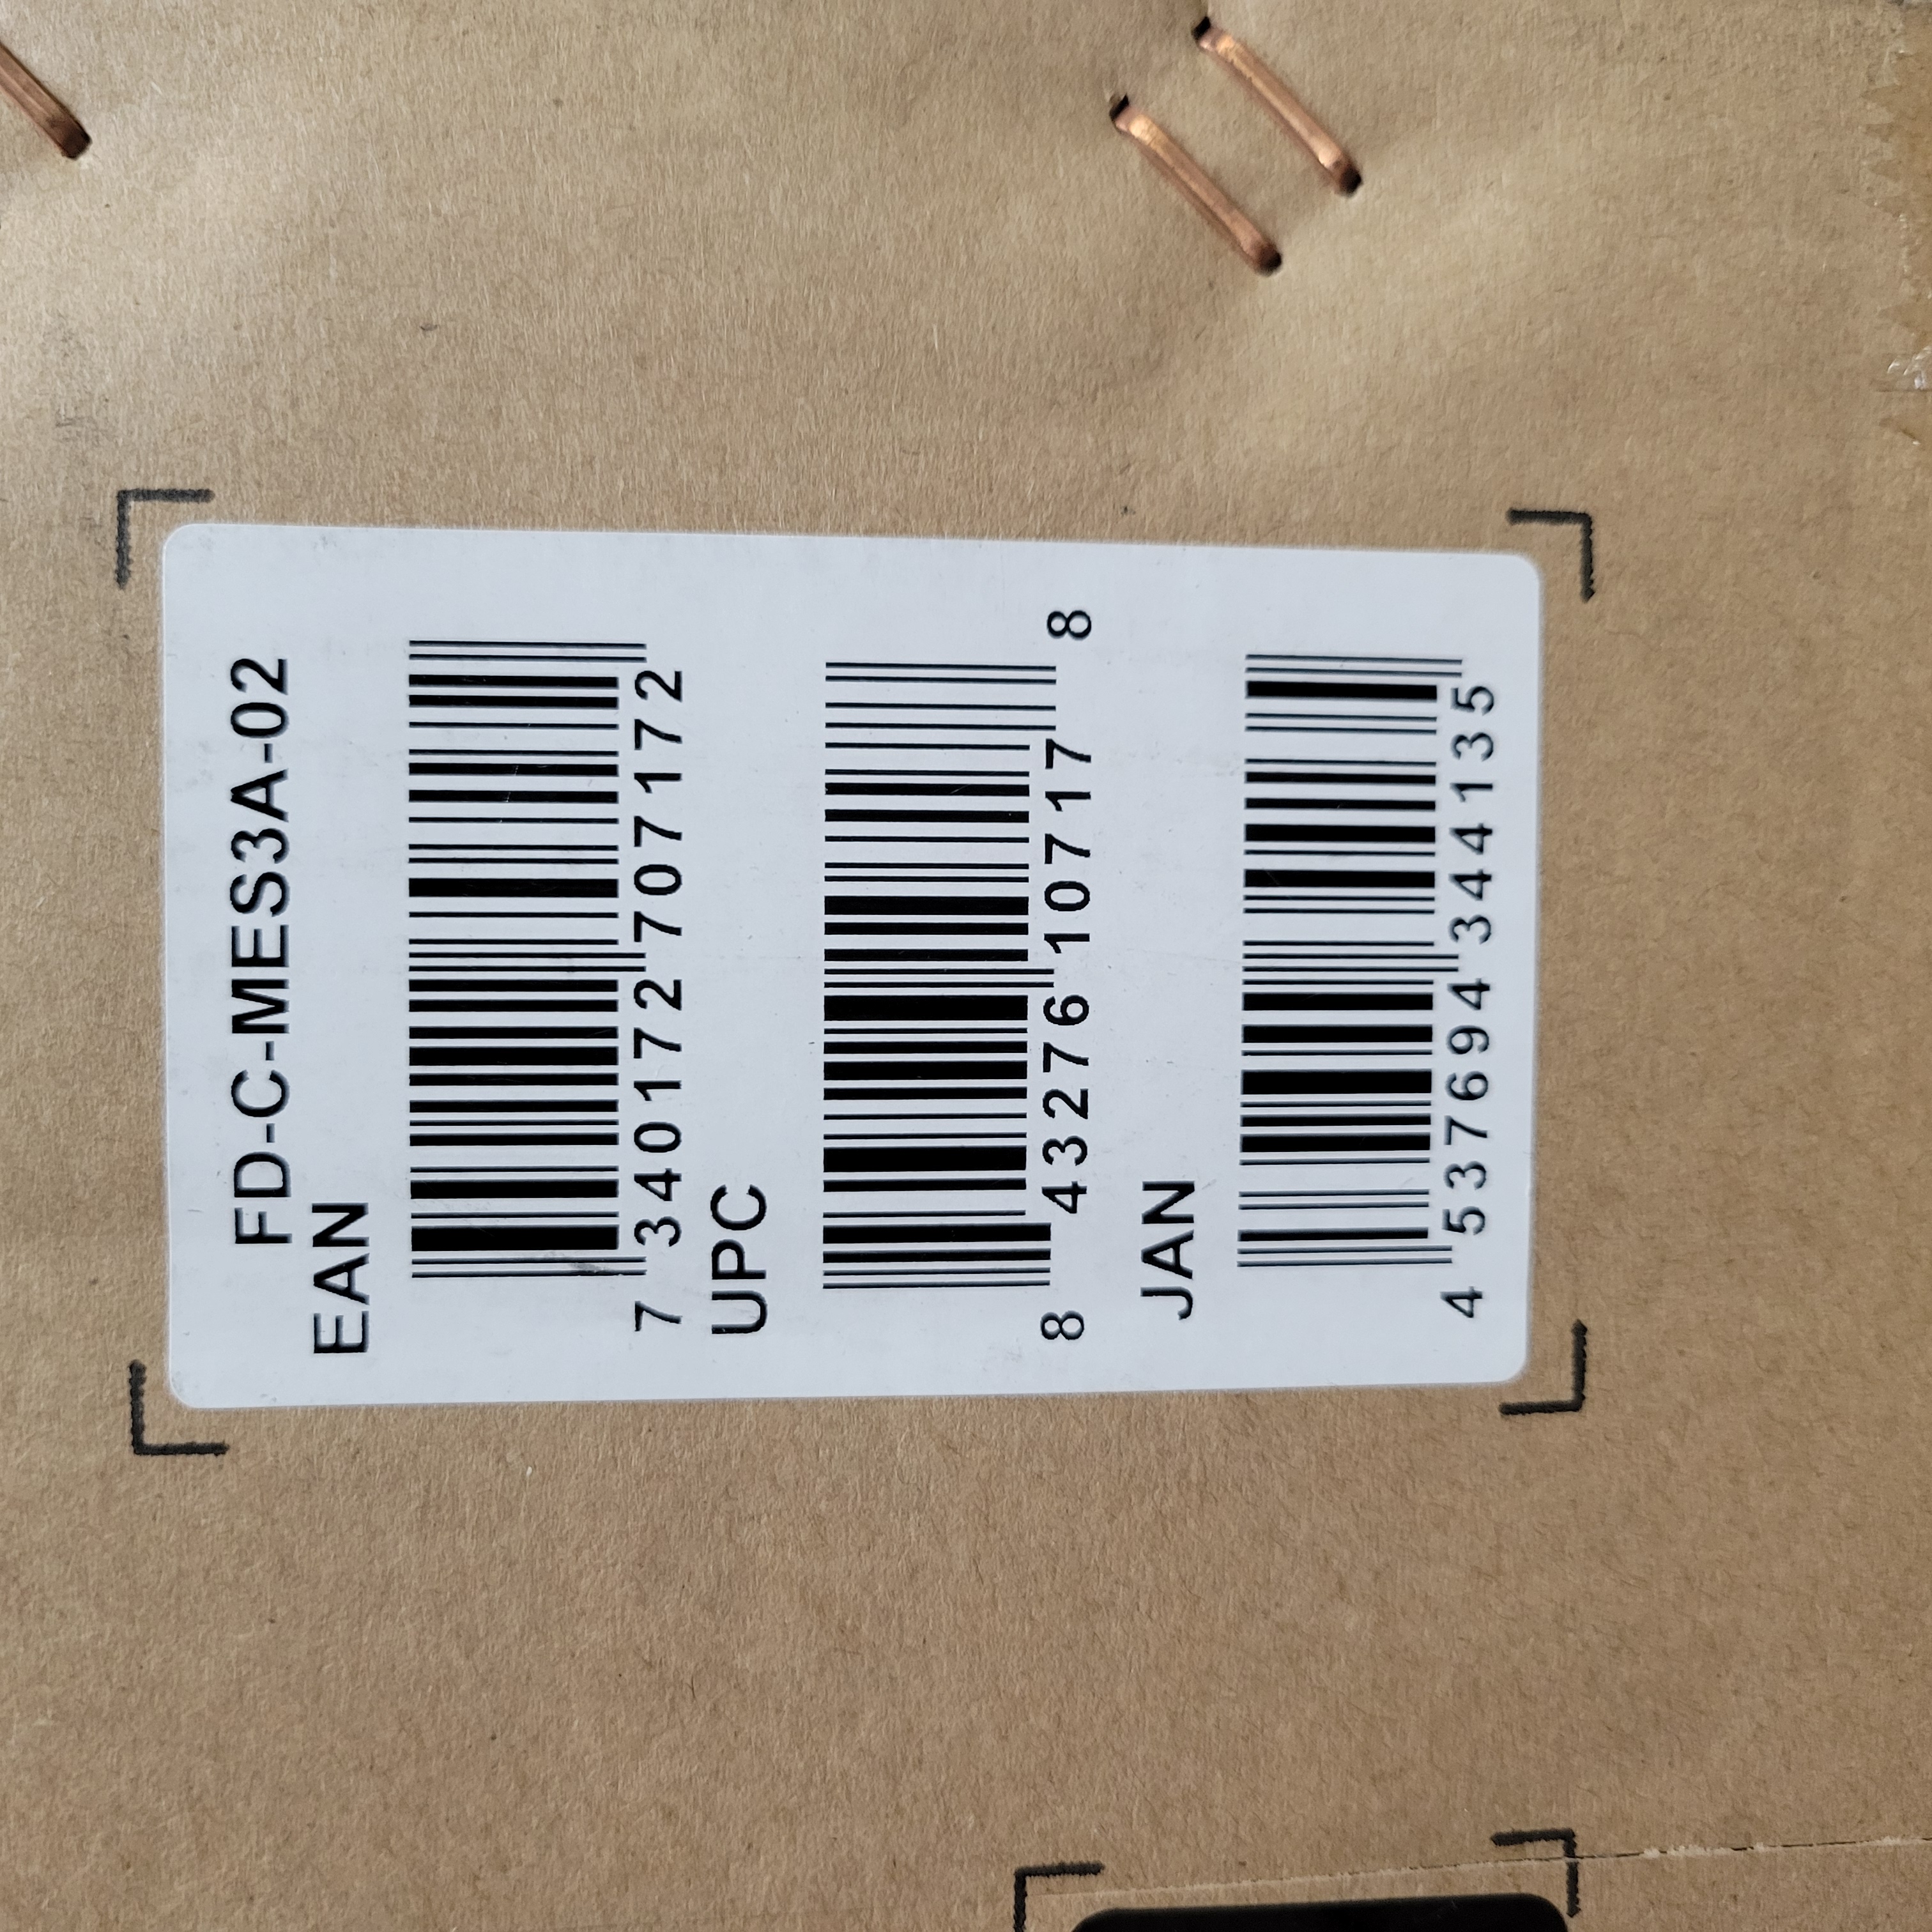 FD-C-MES3A-02
EAN
7 340172 707172
UPC
8 43276 10717 8
JAN
4 537694 344135